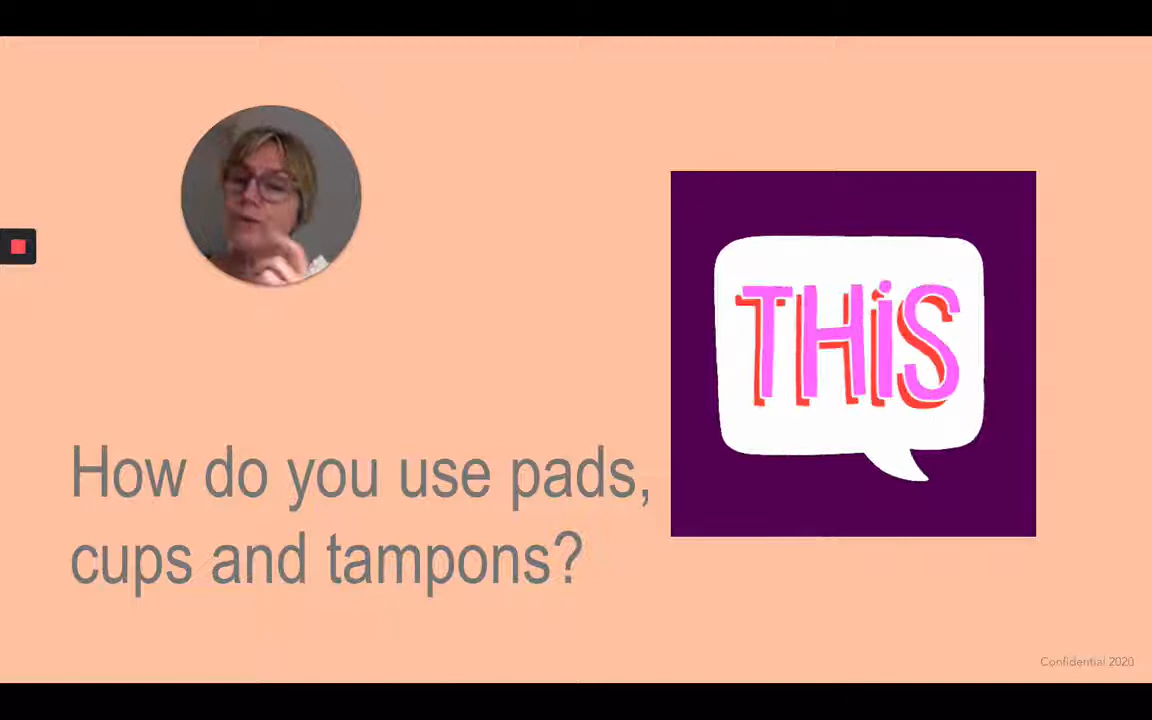 THiS
How do you use pads,
cups and tampons?
Confidential 2020